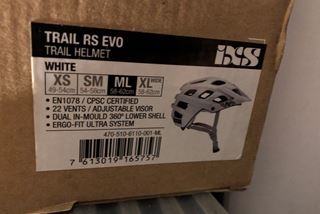 TRAIL RS EVO
TRAIL HELMET
iXS
WHITE
XS SM ML XL WIDE
49-54cm 54-58cm 58-62cm 58-62cm
• EN1078 / CPSC CERTIFIED
• 22 VENTS / ADJUSTABLE VISOR
• DUAL IN-MOULD 360° LOWER SHELL
• ERGO-FIT ULTRA SYSTEM
470-510-6110-001-ML
7 613019 165757